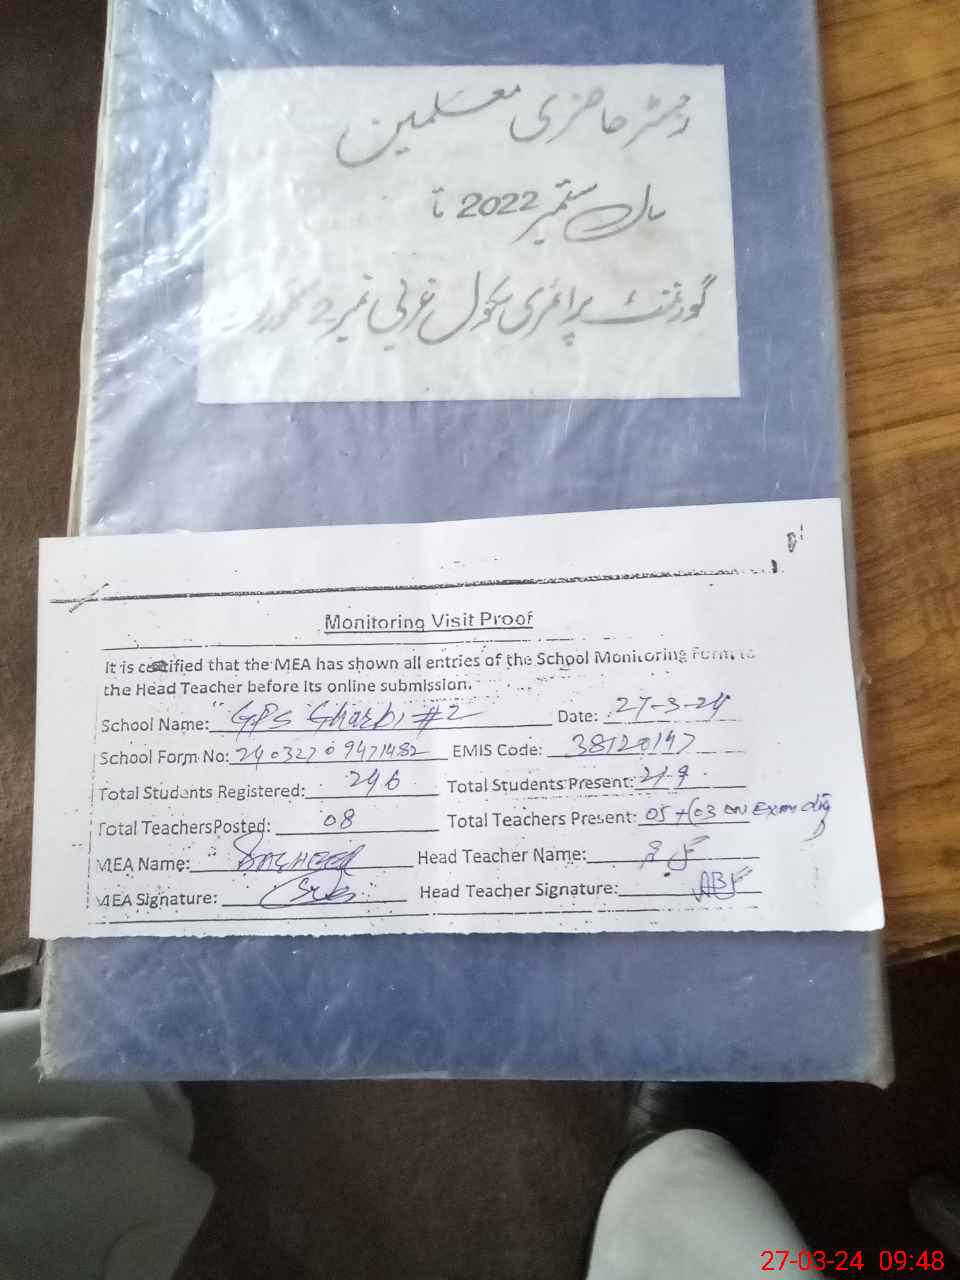 رجسٹر حاضری معلمین
سال ستمبر 2022 تا
گورنمنٹ پرائمری سکول غربی نمبر 2
Monitoring Visit Proof
It is certified that the MEA has shown all entries of the School Monitoring Form to
the Head Teacher before its online submission.
School Name: GPS Gharbi #2 Date: 27-3-24
School Form No: 240327094714 82 EMIS Code: 38120147
Total Students Registered: 246 Total Students Present: 219
Total Teachers Posted: 08 Total Teachers Present: 05 + (03 on Exam duty)
MEA Name: Head Teacher Name:
MEA Signature: Head Teacher Signature:
27-03-24 09:48